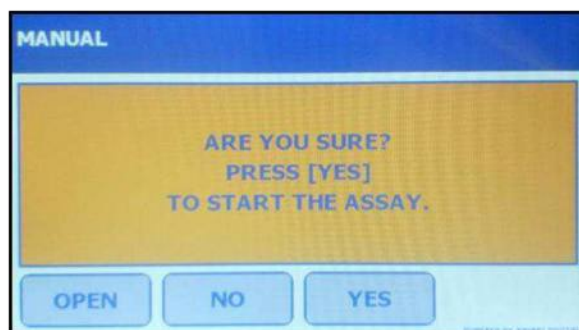 MANUAL
ARE YOU SURE?
PRESS [YES]
TO START THE ASSAY.
OPEN
NO
YES